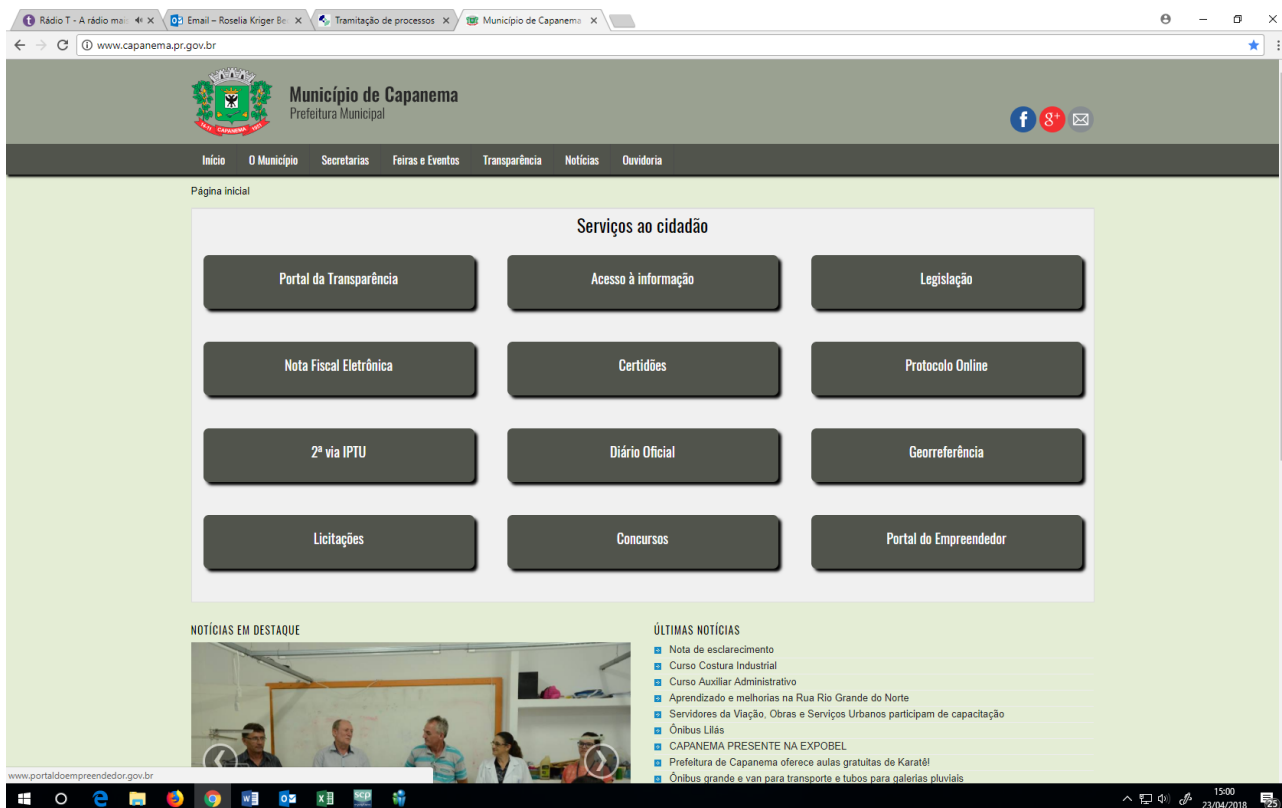 Rádio T - A rádio mais
Email – Roselia Kriger Be
Tramitação de processos
Município de Capanema
www.capanema.pr.gov.br
CAPANEMA
Município de Capanema
Prefeitura Municipal
Início O Município Secretarias Feiras e Eventos Transparência Notícias Ouvidoria
Página inicial
Serviços ao cidadão
Portal da Transparência Acesso à informação Legislação
Nota Fiscal Eletrônica Certidões Protocolo Online
2ª via IPTU Diário Oficial Georreferência
Licitações Concursos Portal do Empreendedor
NOTÍCIAS EM DESTAQUE
ÚLTIMAS NOTÍCIAS
Nota de esclarecimento
Curso Costura Industrial
Curso Auxiliar Administrativo
Aprendizado e melhorias na Rua Rio Grande do Norte
Servidores da Viação, Obras e Serviços Urbanos participam de capacitação
Ônibus Lilás
CAPANEMA PRESENTE NA EXPOBEL
Prefeitura de Capanema oferece aulas gratuitas de Karatê!
Ônibus grande e van para transporte e tubos para galerias pluviais
www.portaldoempreendedor.gov.br
scp
15:00
23/04/2018
25